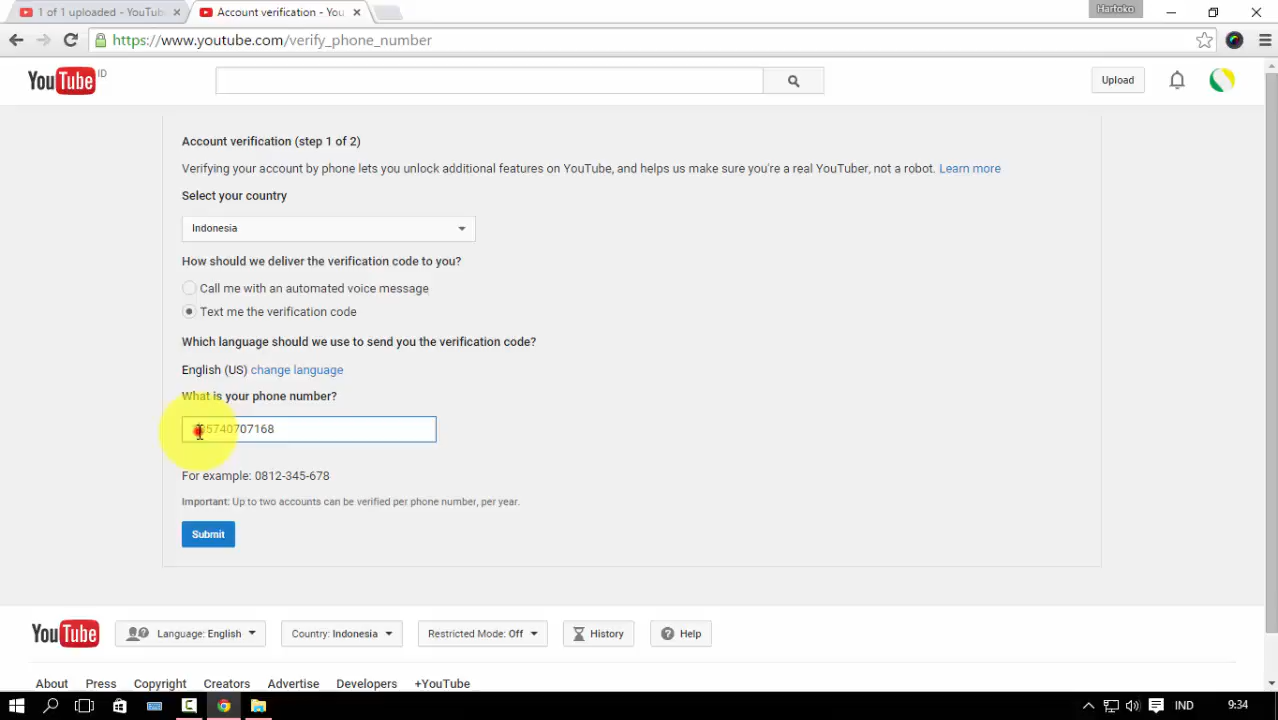 1 of 1 uploaded - YouTub
Account verification - You
Hartoko
https://www.youtube.com/verify_phone_number
YouTube ID
Upload
Account verification (step 1 of 2)
Verifying your account by phone lets you unlock additional features on YouTube, and helps us make sure you're a real YouTuber, not a robot. Learn more
Select your country
Indonesia
How should we deliver the verification code to you?
Call me with an automated voice message
Text me the verification code
Which language should we use to send you the verification code?
English (US) change language
What is your phone number?
For example: 0812-345-678
Important: Up to two accounts can be verified per phone number, per year.
Submit
YouTube Language: English Country: Indonesia Restricted Mode: Off History Help
About Press Copyright Creators Advertise Developers +YouTube
IND 9:34